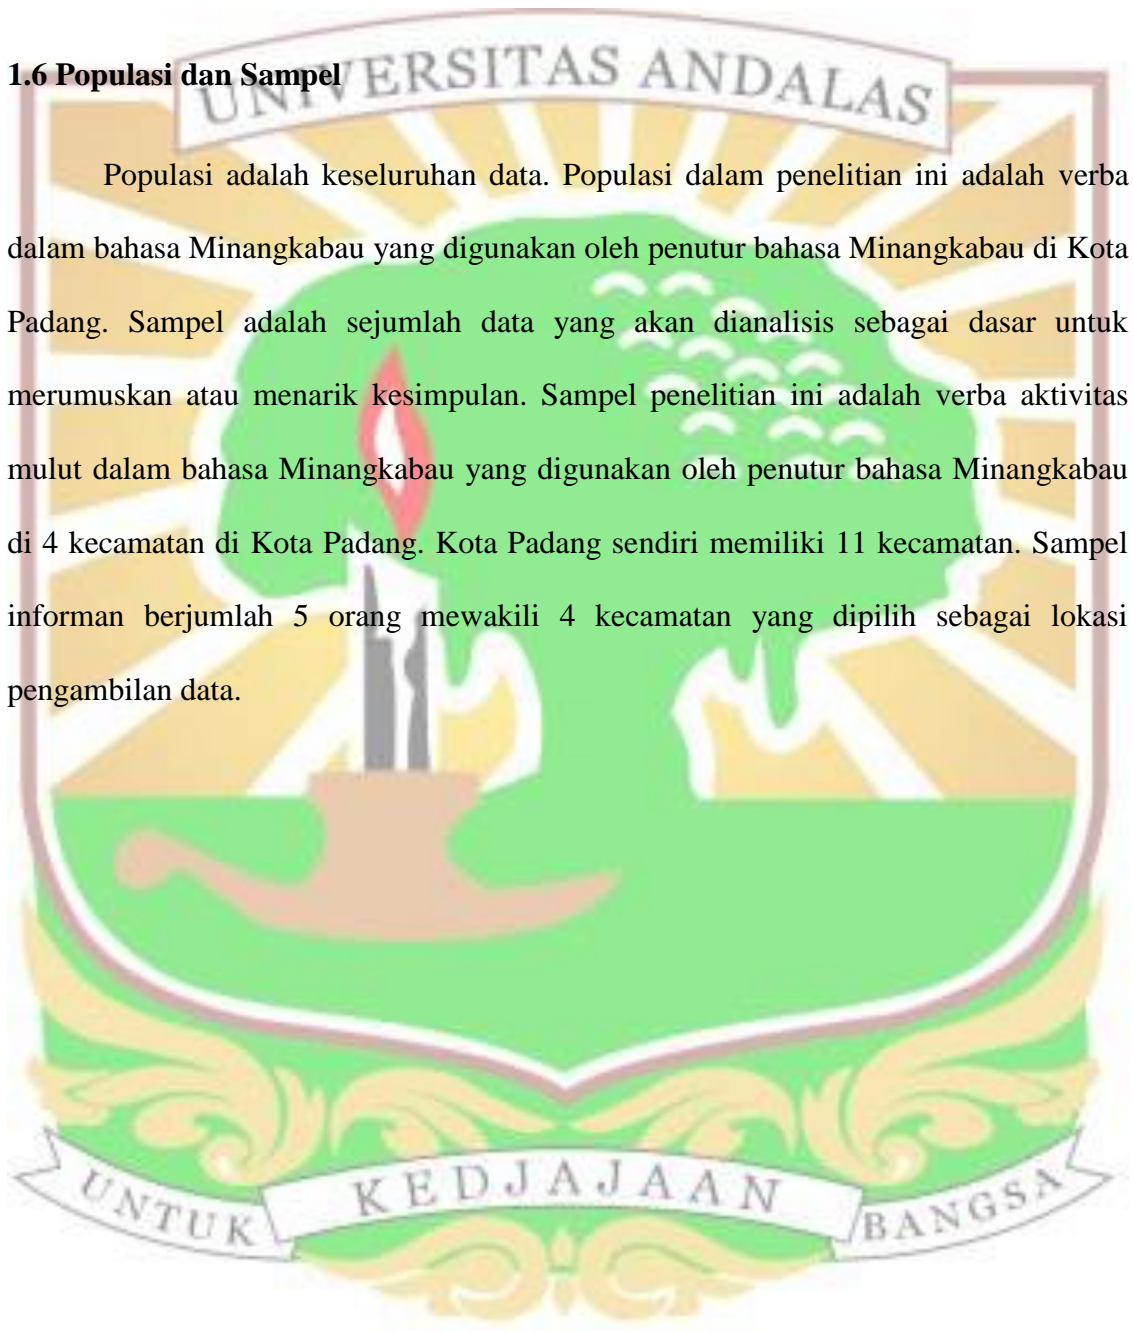 UNIVERSITAS ANDALAS
1.6 Populasi dan Sampel
Populasi adalah keseluruhan data. Populasi dalam penelitian ini adalah verba
dalam bahasa Minangkabau yang digunakan oleh penutur bahasa Minangkabau di Kota
Padang. Sampel adalah sejumlah data yang akan dianalisis sebagai dasar untuk
merumuskan atau menarik kesimpulan. Sampel penelitian ini adalah verba aktivitas
mulut dalam bahasa Minangkabau yang digunakan oleh penutur bahasa Minangkabau
di 4 kecamatan di Kota Padang. Kota Padang sendiri memiliki 11 kecamatan. Sampel
informan berjumlah 5 orang mewakili 4 kecamatan yang dipilih sebagai lokasi
pengambilan data.
UNTUK KEDJAJAAN BANGSA